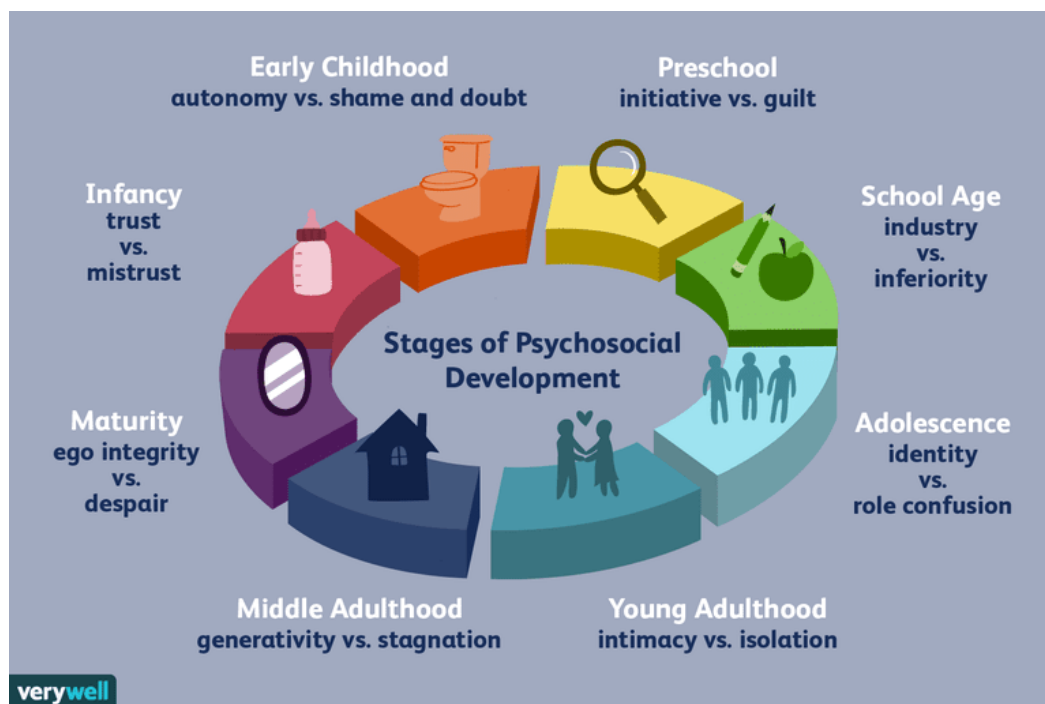 Early Childhood
autonomy vs. shame and doubt
Preschool
initiative vs. guilt
Infancy
trust
vs.
mistrust
School Age
industry
vs.
inferiority
Stages of Psychosocial
Development
Maturity
ego integrity
vs.
despair
Adolescence
identity
vs.
role confusion
Middle Adulthood
generativity vs. stagnation
Young Adulthood
intimacy vs. isolation
verywell